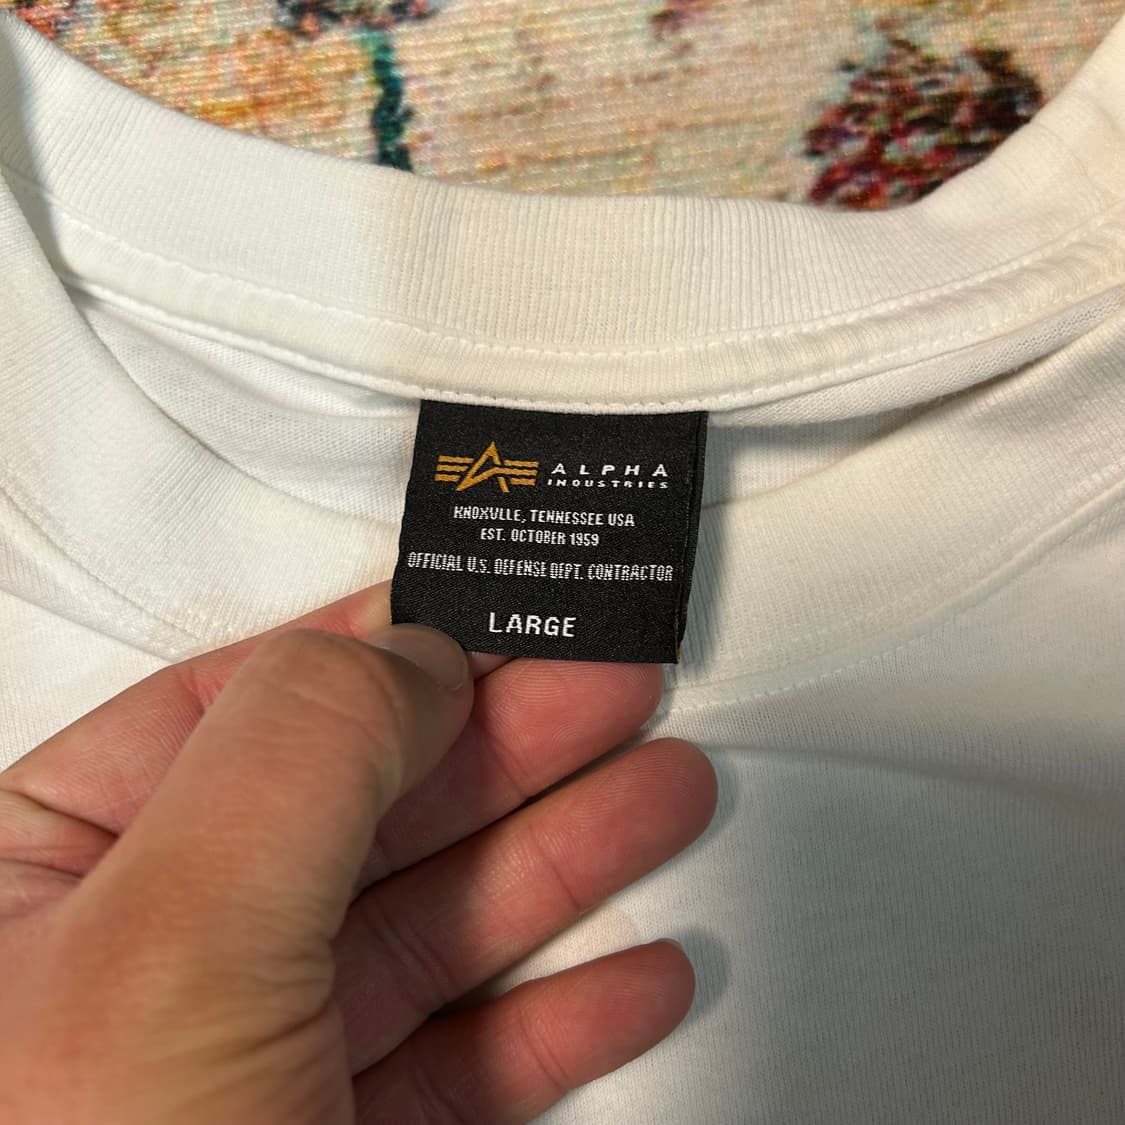 ALPHA
INDUSTRIES
KNOXVLLE, TENNESSEE USA
EST. OCTOBER 1959
OFFICIAL U.S. DEFENSE DEPT. CONTRACTOR
LARGE